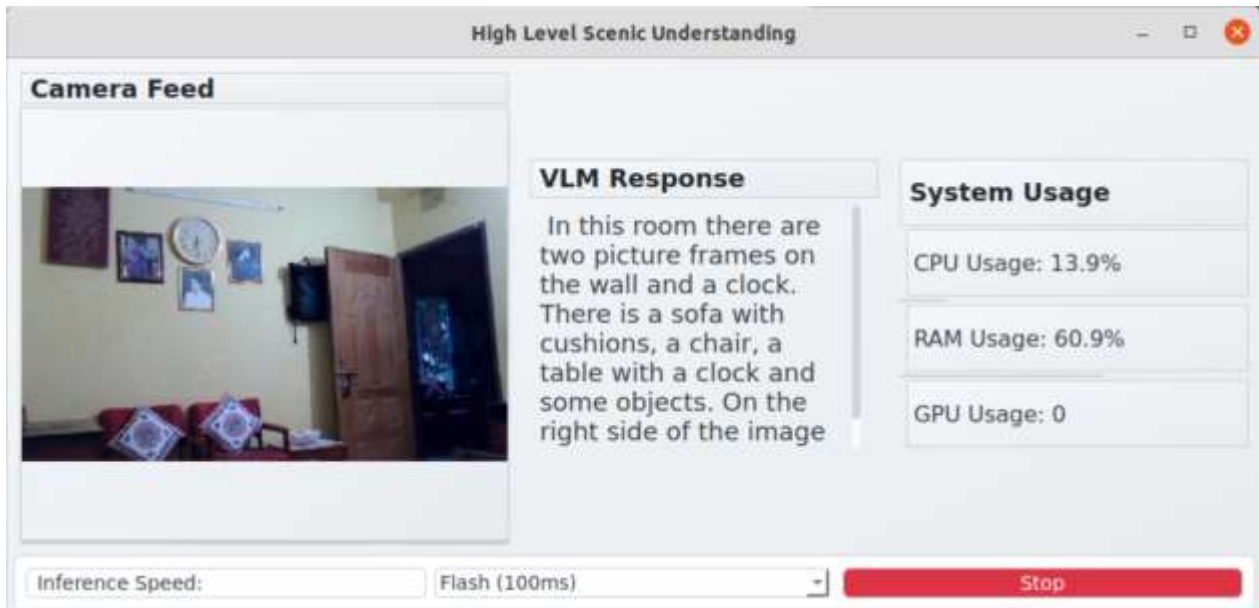 High Level Scenic Understanding
Camera Feed
VLM Response
In this room there are
two picture frames on
the wall and a clock.
There is a sofa with
cushions, a chair, a
table with a clock and
some objects. On the
right side of the image
System Usage
CPU Usage: 13.9%
RAM Usage: 60.9%
GPU Usage: 0
Inference Speed:
Flash (100ms)
Stop